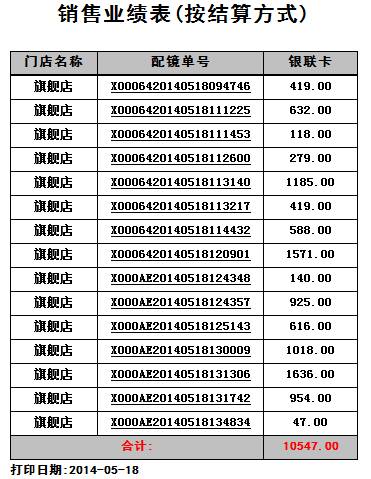 销售业绩表(按结算方式)
门店名称 配镜单号 银联卡
旗舰店 X0006420140518094746 419.00
旗舰店 X0006420140518111225 632.00
旗舰店 X0006420140518111453 118.00
旗舰店 X0006420140518112600 279.00
旗舰店 X0006420140518113140 1185.00
旗舰店 X0006420140518113217 419.00
旗舰店 X0006420140518114432 588.00
旗舰店 X0006420140518120901 1571.00
旗舰店 X000AE20140518124348 140.00
旗舰店 X000AE20140518124357 925.00
旗舰店 X000AE20140518125143 616.00
旗舰店 X000AE20140518130009 1018.00
旗舰店 X000AE20140518131306 1636.00
旗舰店 X000AE20140518131742 954.00
旗舰店 X000AE20140518134834 47.00
合计: 10547.00
打印日期:2014-05-18